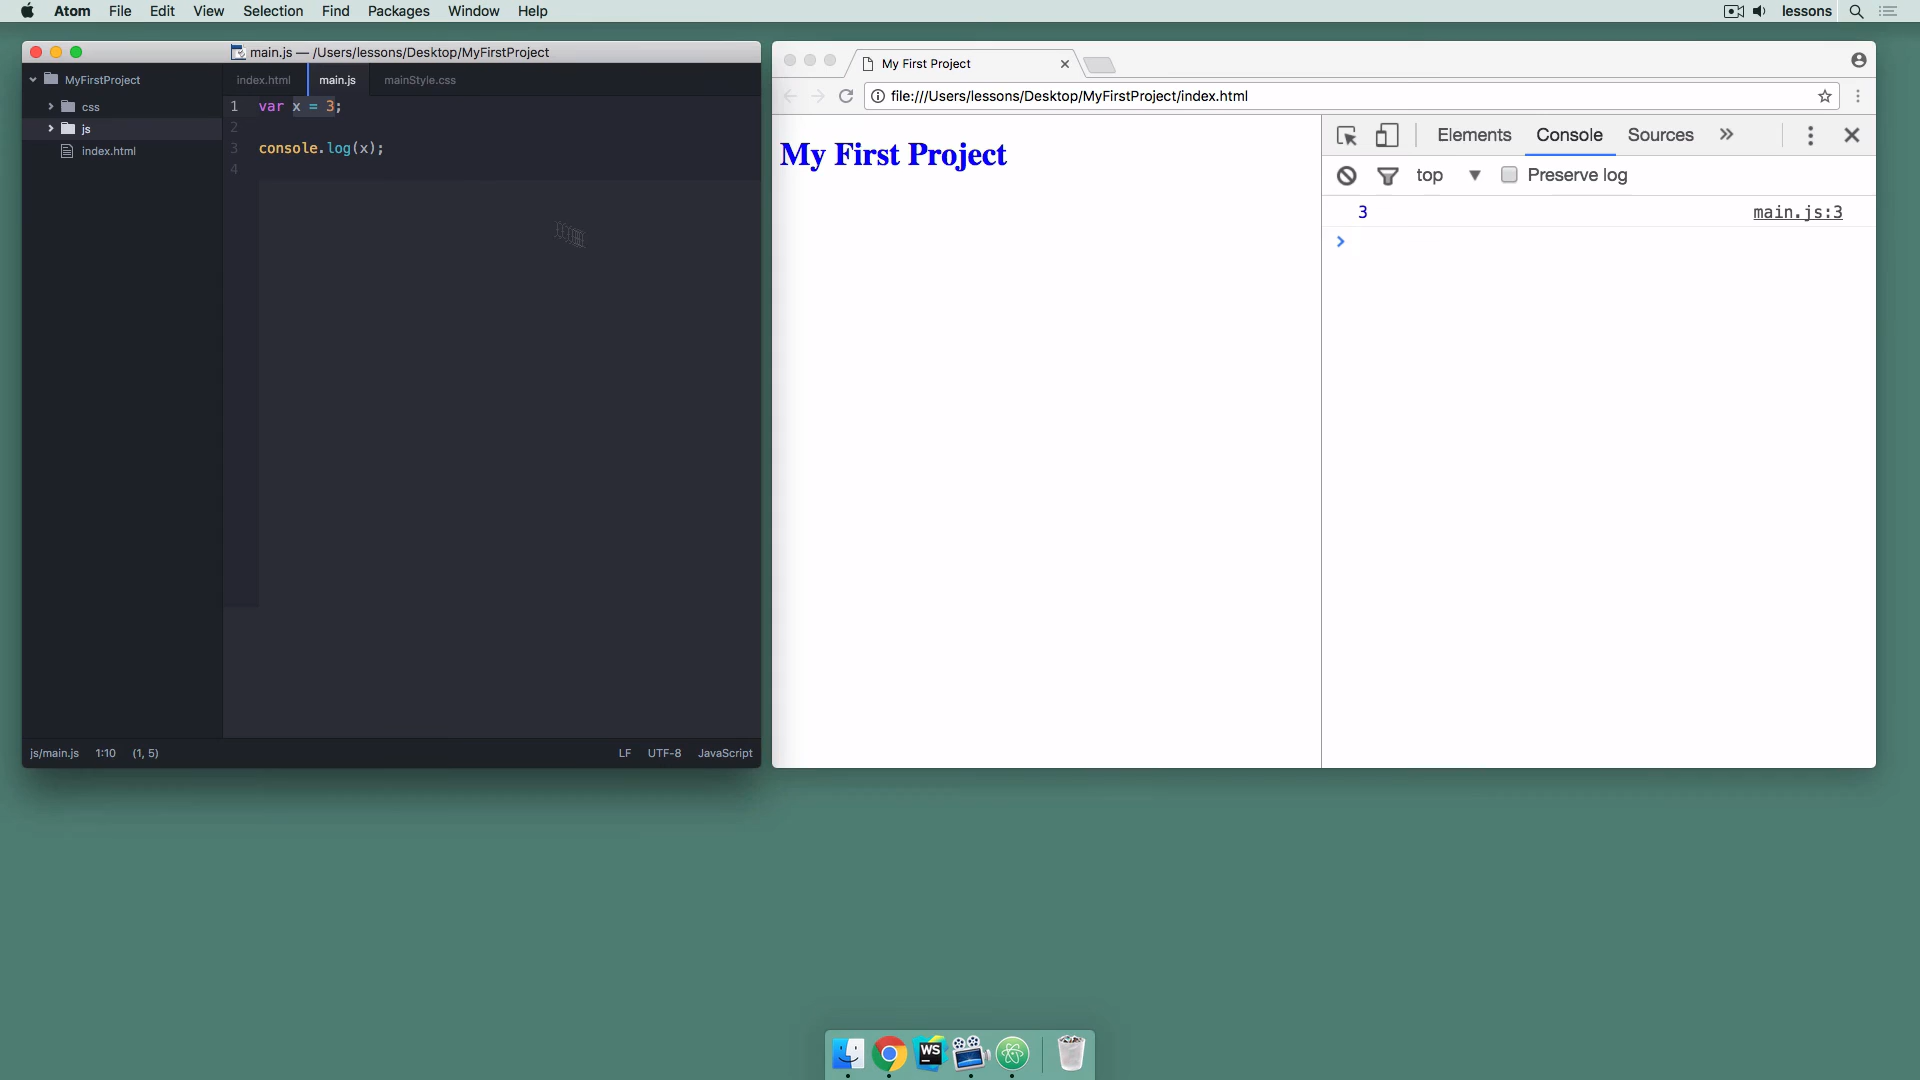 Atom File Edit View Selection Find Packages Window Help lessons
main.js — /Users/lessons/Desktop/MyFirstProject
MyFirstProject
css
js
index.html
index.html main.js mainStyle.css
1 var x = 3;
2
3 console.log(x);
4
js/main.js 1:10 (1, 5) LF UTF-8 JavaScript
My First Project
file:///Users/lessons/Desktop/MyFirstProject/index.html
My First Project
Elements Console Sources
top Preserve log
3 main.js:3
WS